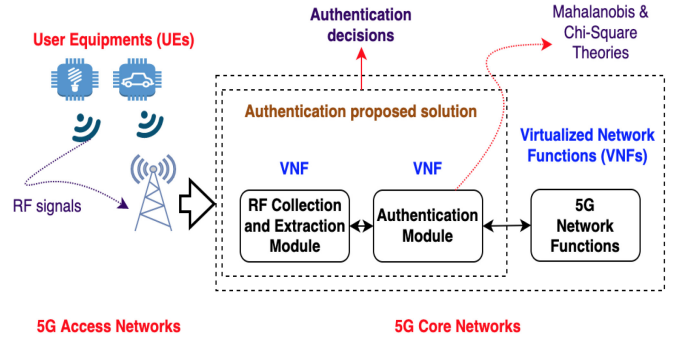 User Equipments (UEs)
RF signals
Authentication
decisions
Mahalanobis &
Chi-Square
Theories
Authentication proposed solution
Virtualized Network
Functions (VNFs)
VNF
VNF
RF Collection
and Extraction
Module
Authentication
Module
5G
Network
Functions
5G Access Networks
5G Core Networks